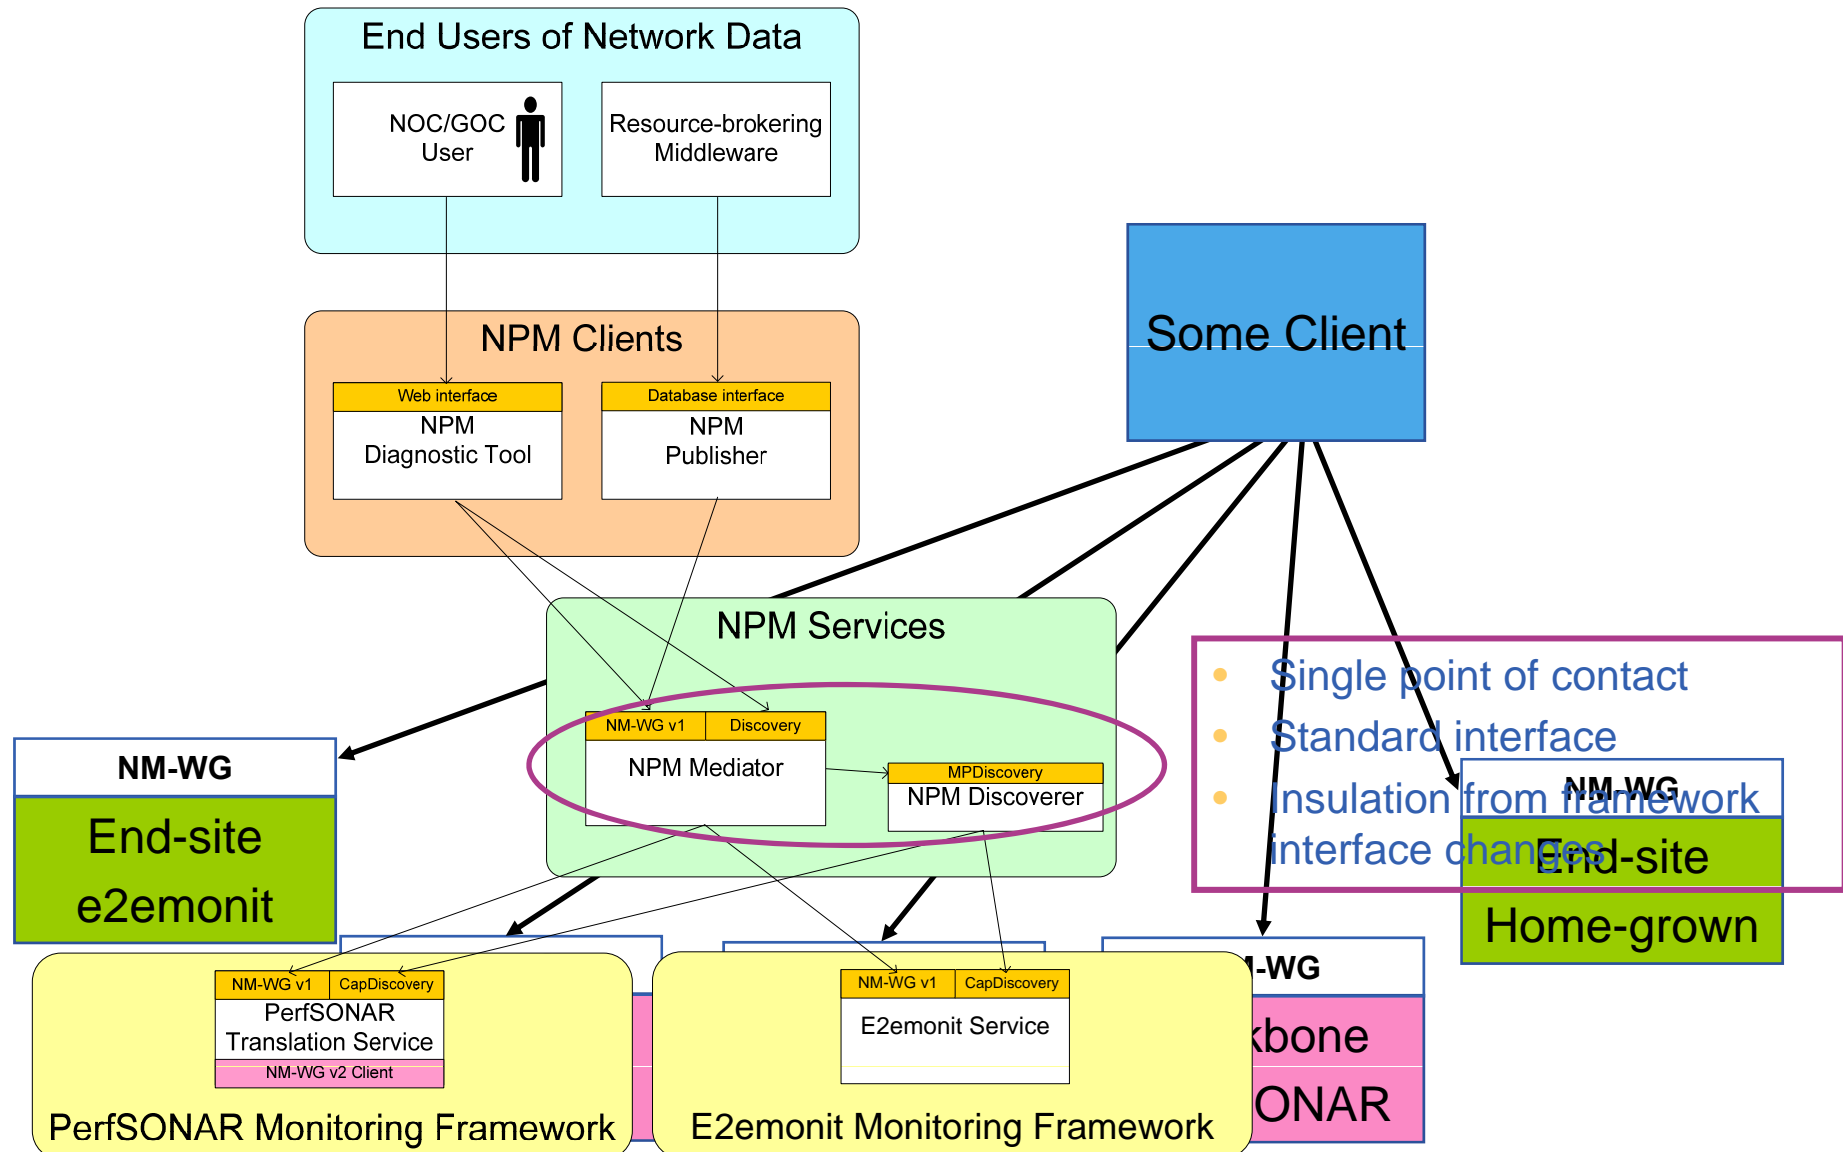 End Users of Network Data
NOC/GOC
User
Resource-brokering
Middleware
Some Client
NPM Clients
Web interface
NPM
Diagnostic Tool
Database interface
NPM
Publisher
NPM Services
NM-WG v1
Discovery
NPM Mediator
MPDiscovery
NPM Discoverer
• Single point of contact
• Standard interface
• Insulation from framework
interface changes
NM-WG
End-site
e2emonit
NM-WG
End-site
Home-grown
NM-WG v1
CapDiscovery
PerfSONAR
Translation Service
NM-WG v2 Client
PerfSONAR Monitoring Framework
NM-WG v1
CapDiscovery
E2emonit Service
E2emonit Monitoring Framework
-WG
kbone
ONAR